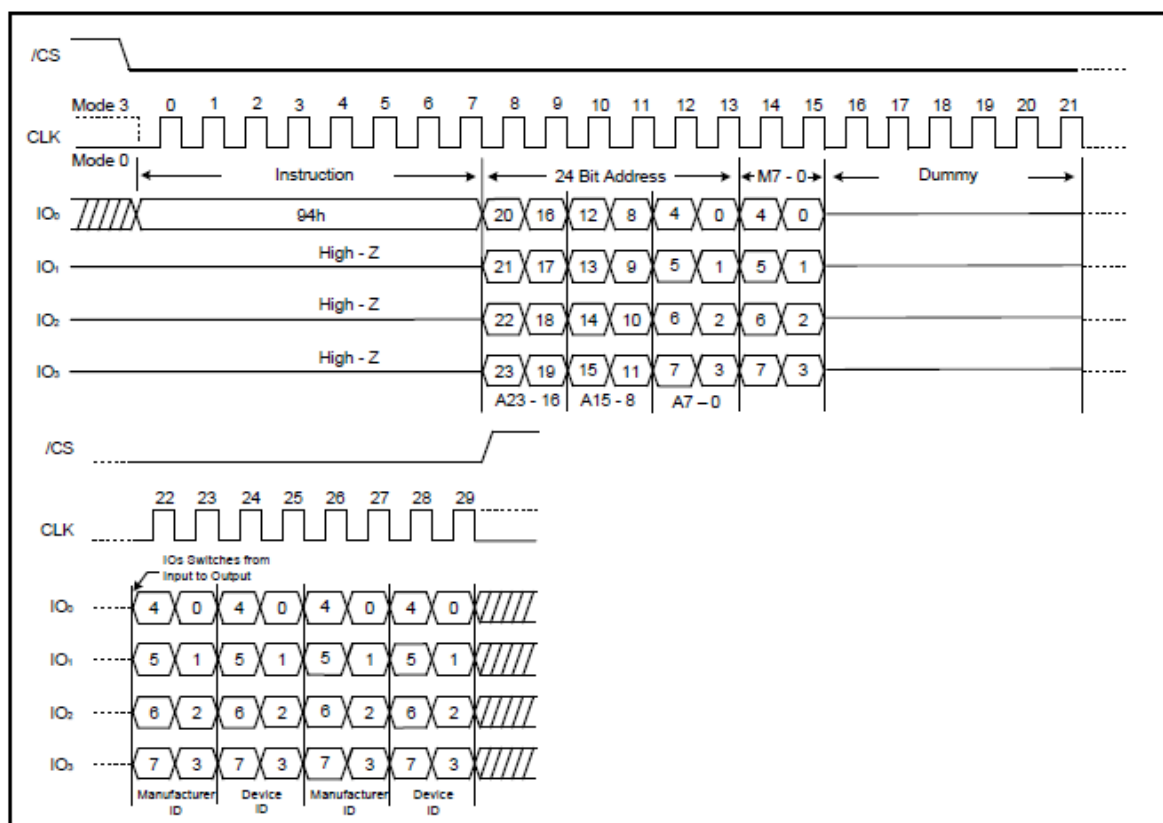 /CS
Mode 3 0 1 2 3 4 5 6 7 8 9 10 11 12 13 14 15 16 17 18 19 20 21
CLK
Mode 0
Instruction 24 Bit Address M7 - 0 Dummy
IO₀ 94h 20 16 12 8 4 0 4 0
High - Z
IO₁ 21 17 13 9 5 1 5 1
High - Z
IO₂ 22 18 14 10 6 2 6 2
High - Z
IO₃ 23 19 15 11 7 3 7 3
A23 - 16 A15 - 8 A7 – 0
/CS
22 23 24 25 26 27 28 29
CLK
IOs Switches from
Input to Output
IO₀ 4 0 4 0 4 0 4 0
IO₁ 5 1 5 1 5 1 5 1
IO₂ 6 2 6 2 6 2 6 2
IO₃ 7 3 7 3 7 3 7 3
Manufacturer Device Manufacturer Device
ID ID ID ID